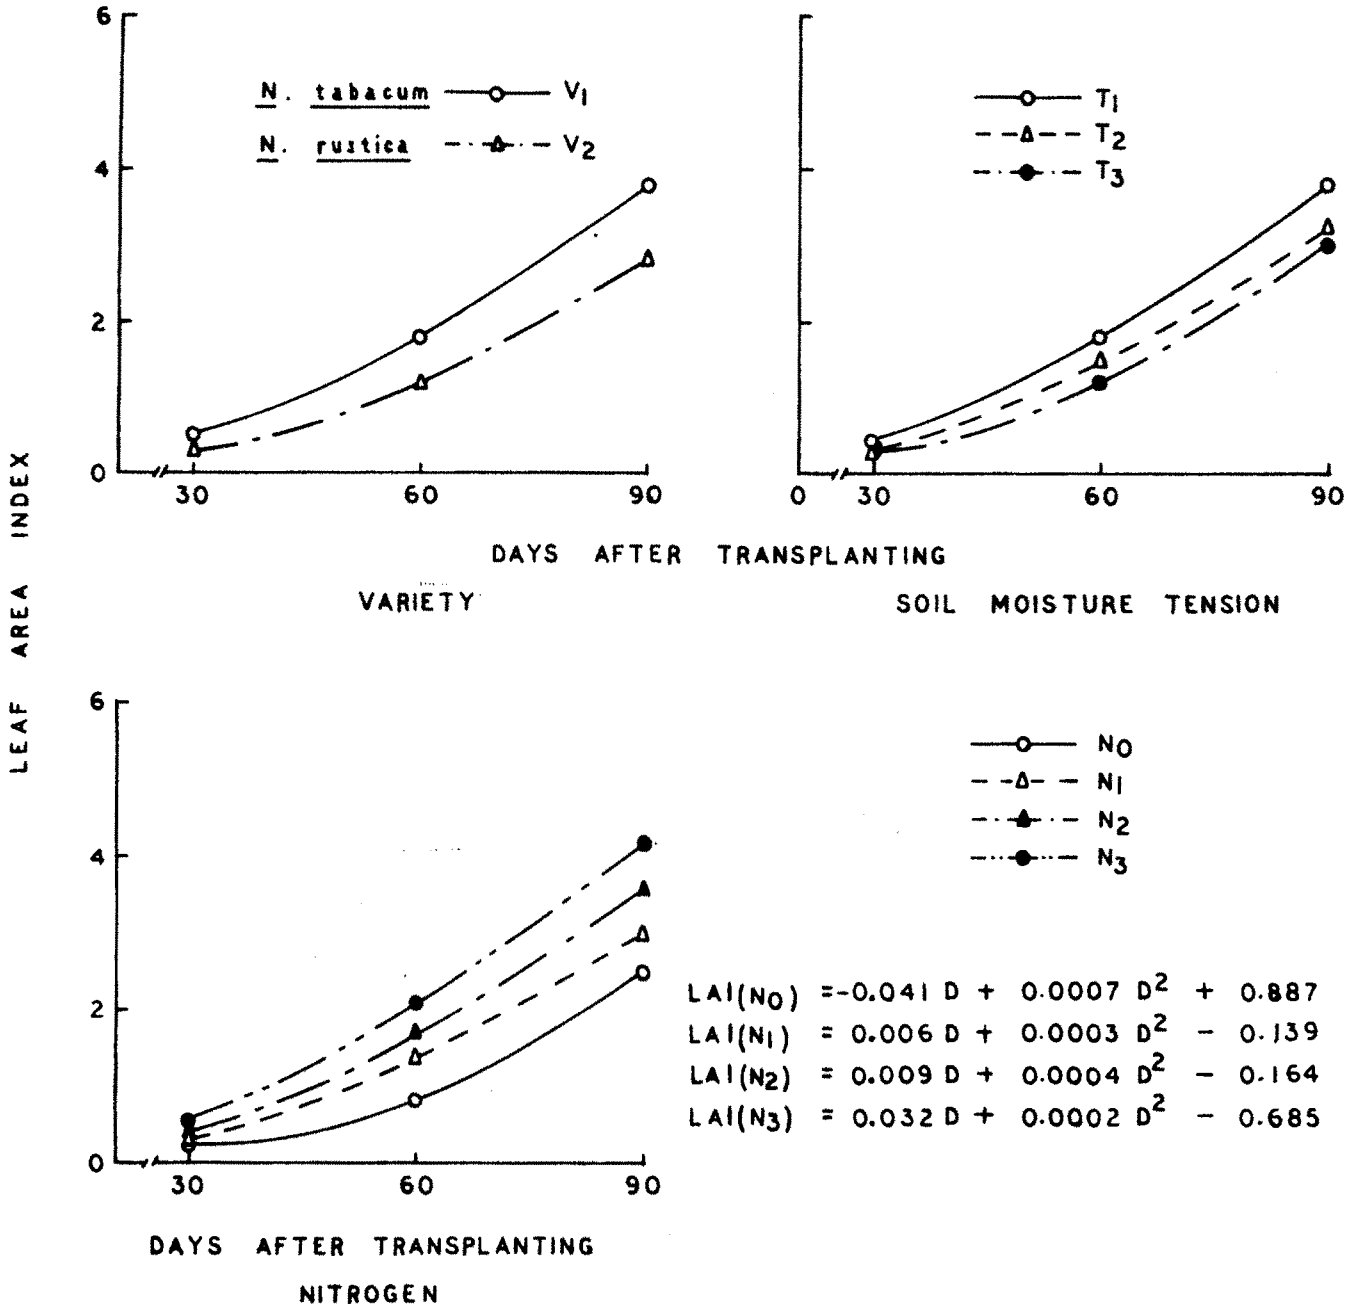 6
4
2
0
30 60 90
N. tabacum V1
N. rustica V2
T1
T2
T3
0 30 60 90
DAYS AFTER TRANSPLANTING
VARIETY
SOIL MOISTURE TENSION
LEAF AREA INDEX
6
4
2
0
30 60 90
N0
N1
N2
N3
LAI(N0) =-0.041 D + 0.0007 D² + 0.887
LAI(N1) = 0.006 D + 0.0003 D² - 0.139
LAI(N2) = 0.009 D + 0.0004 D² - 0.164
LAI(N3) = 0.032 D + 0.0002 D² - 0.685
DAYS AFTER TRANSPLANTING
NITROGEN